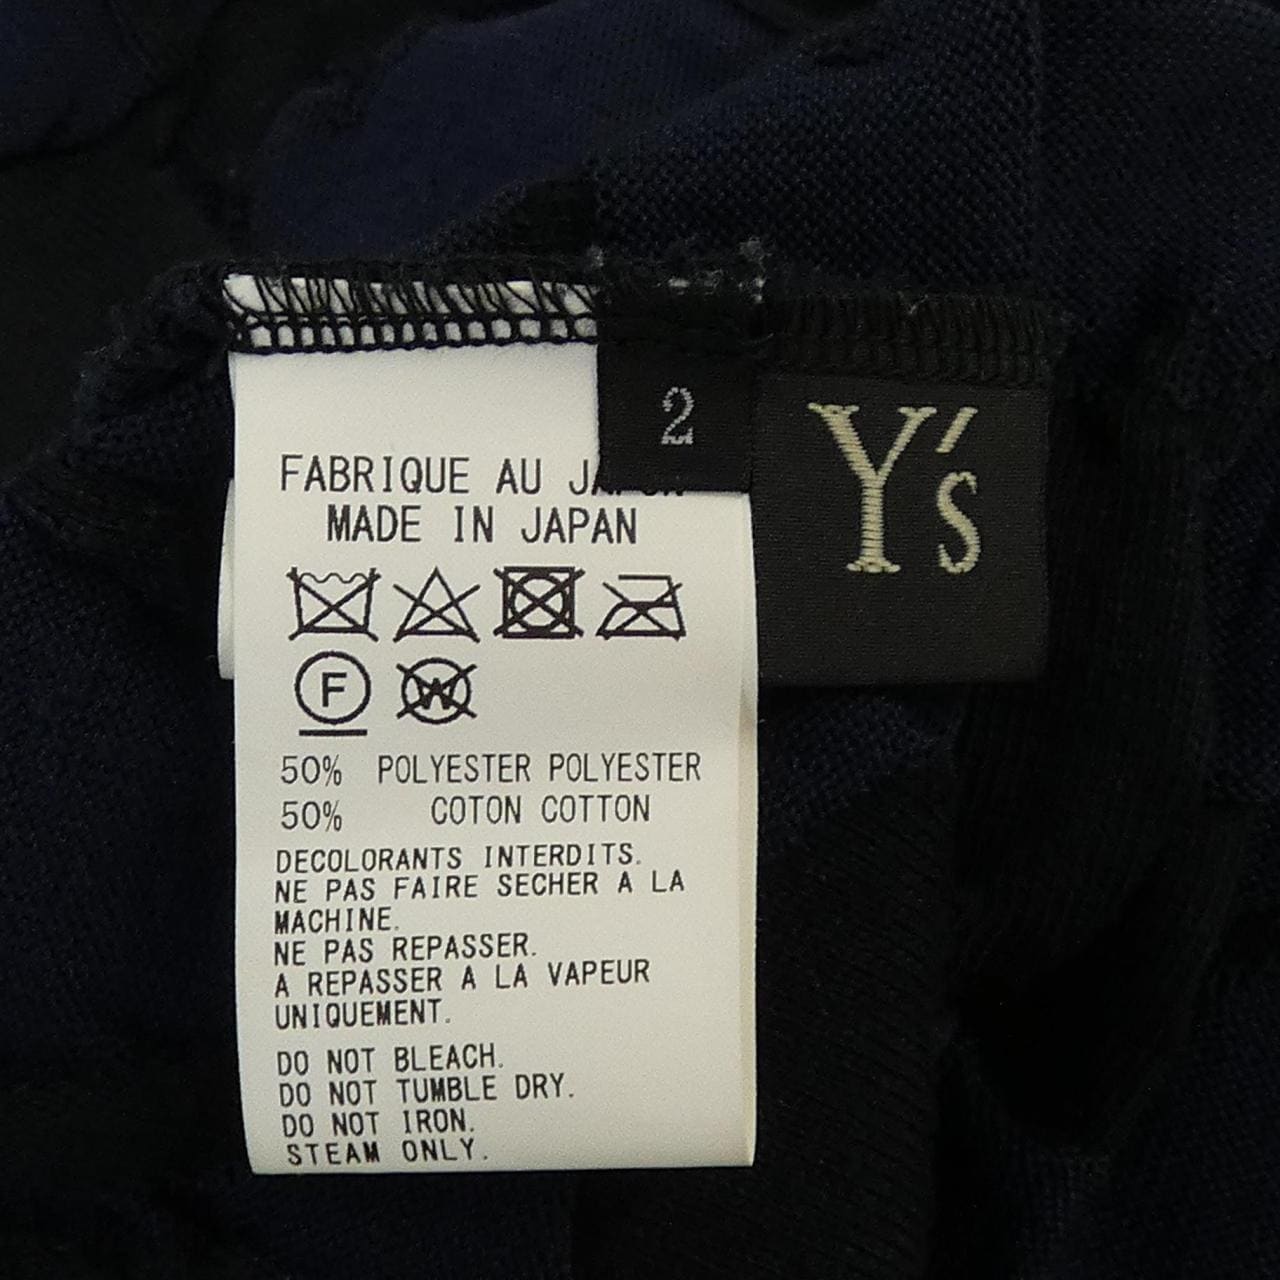 2
Y's
FABRIQUE AU
MADE IN JAPAN
F
W
50% POLYESTER POLYESTER
50% COTON COTTON
DECOLORANTS INTERDITS.
NE PAS FAIRE SECHER A LA
MACHINE.
NE PAS REPASSER.
A REPASSER A LA VAPEUR
UNIQUEMENT.
DO NOT BLEACH.
DO NOT TUMBLE DRY.
DO NOT IRON.
STEAM ONLY.